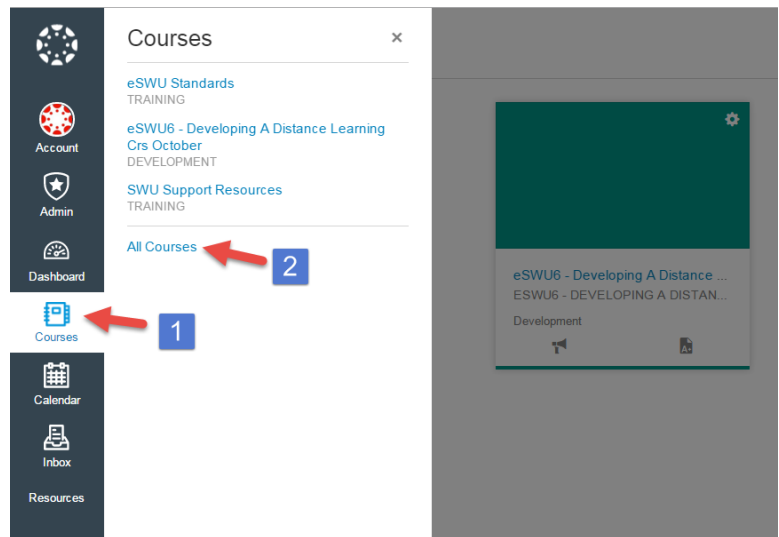 Courses
×
eSWU Standards
TRAINING
eSWU6 - Developing A Distance Learning
Crs October
DEVELOPMENT
SWU Support Resources
TRAINING
All Courses
2
1
Account
Admin
Dashboard
Courses
Calendar
Inbox
Resources
eSWU6 - Developing A Distance ...
ESWU6 - DEVELOPING A DISTAN...
Development
A+